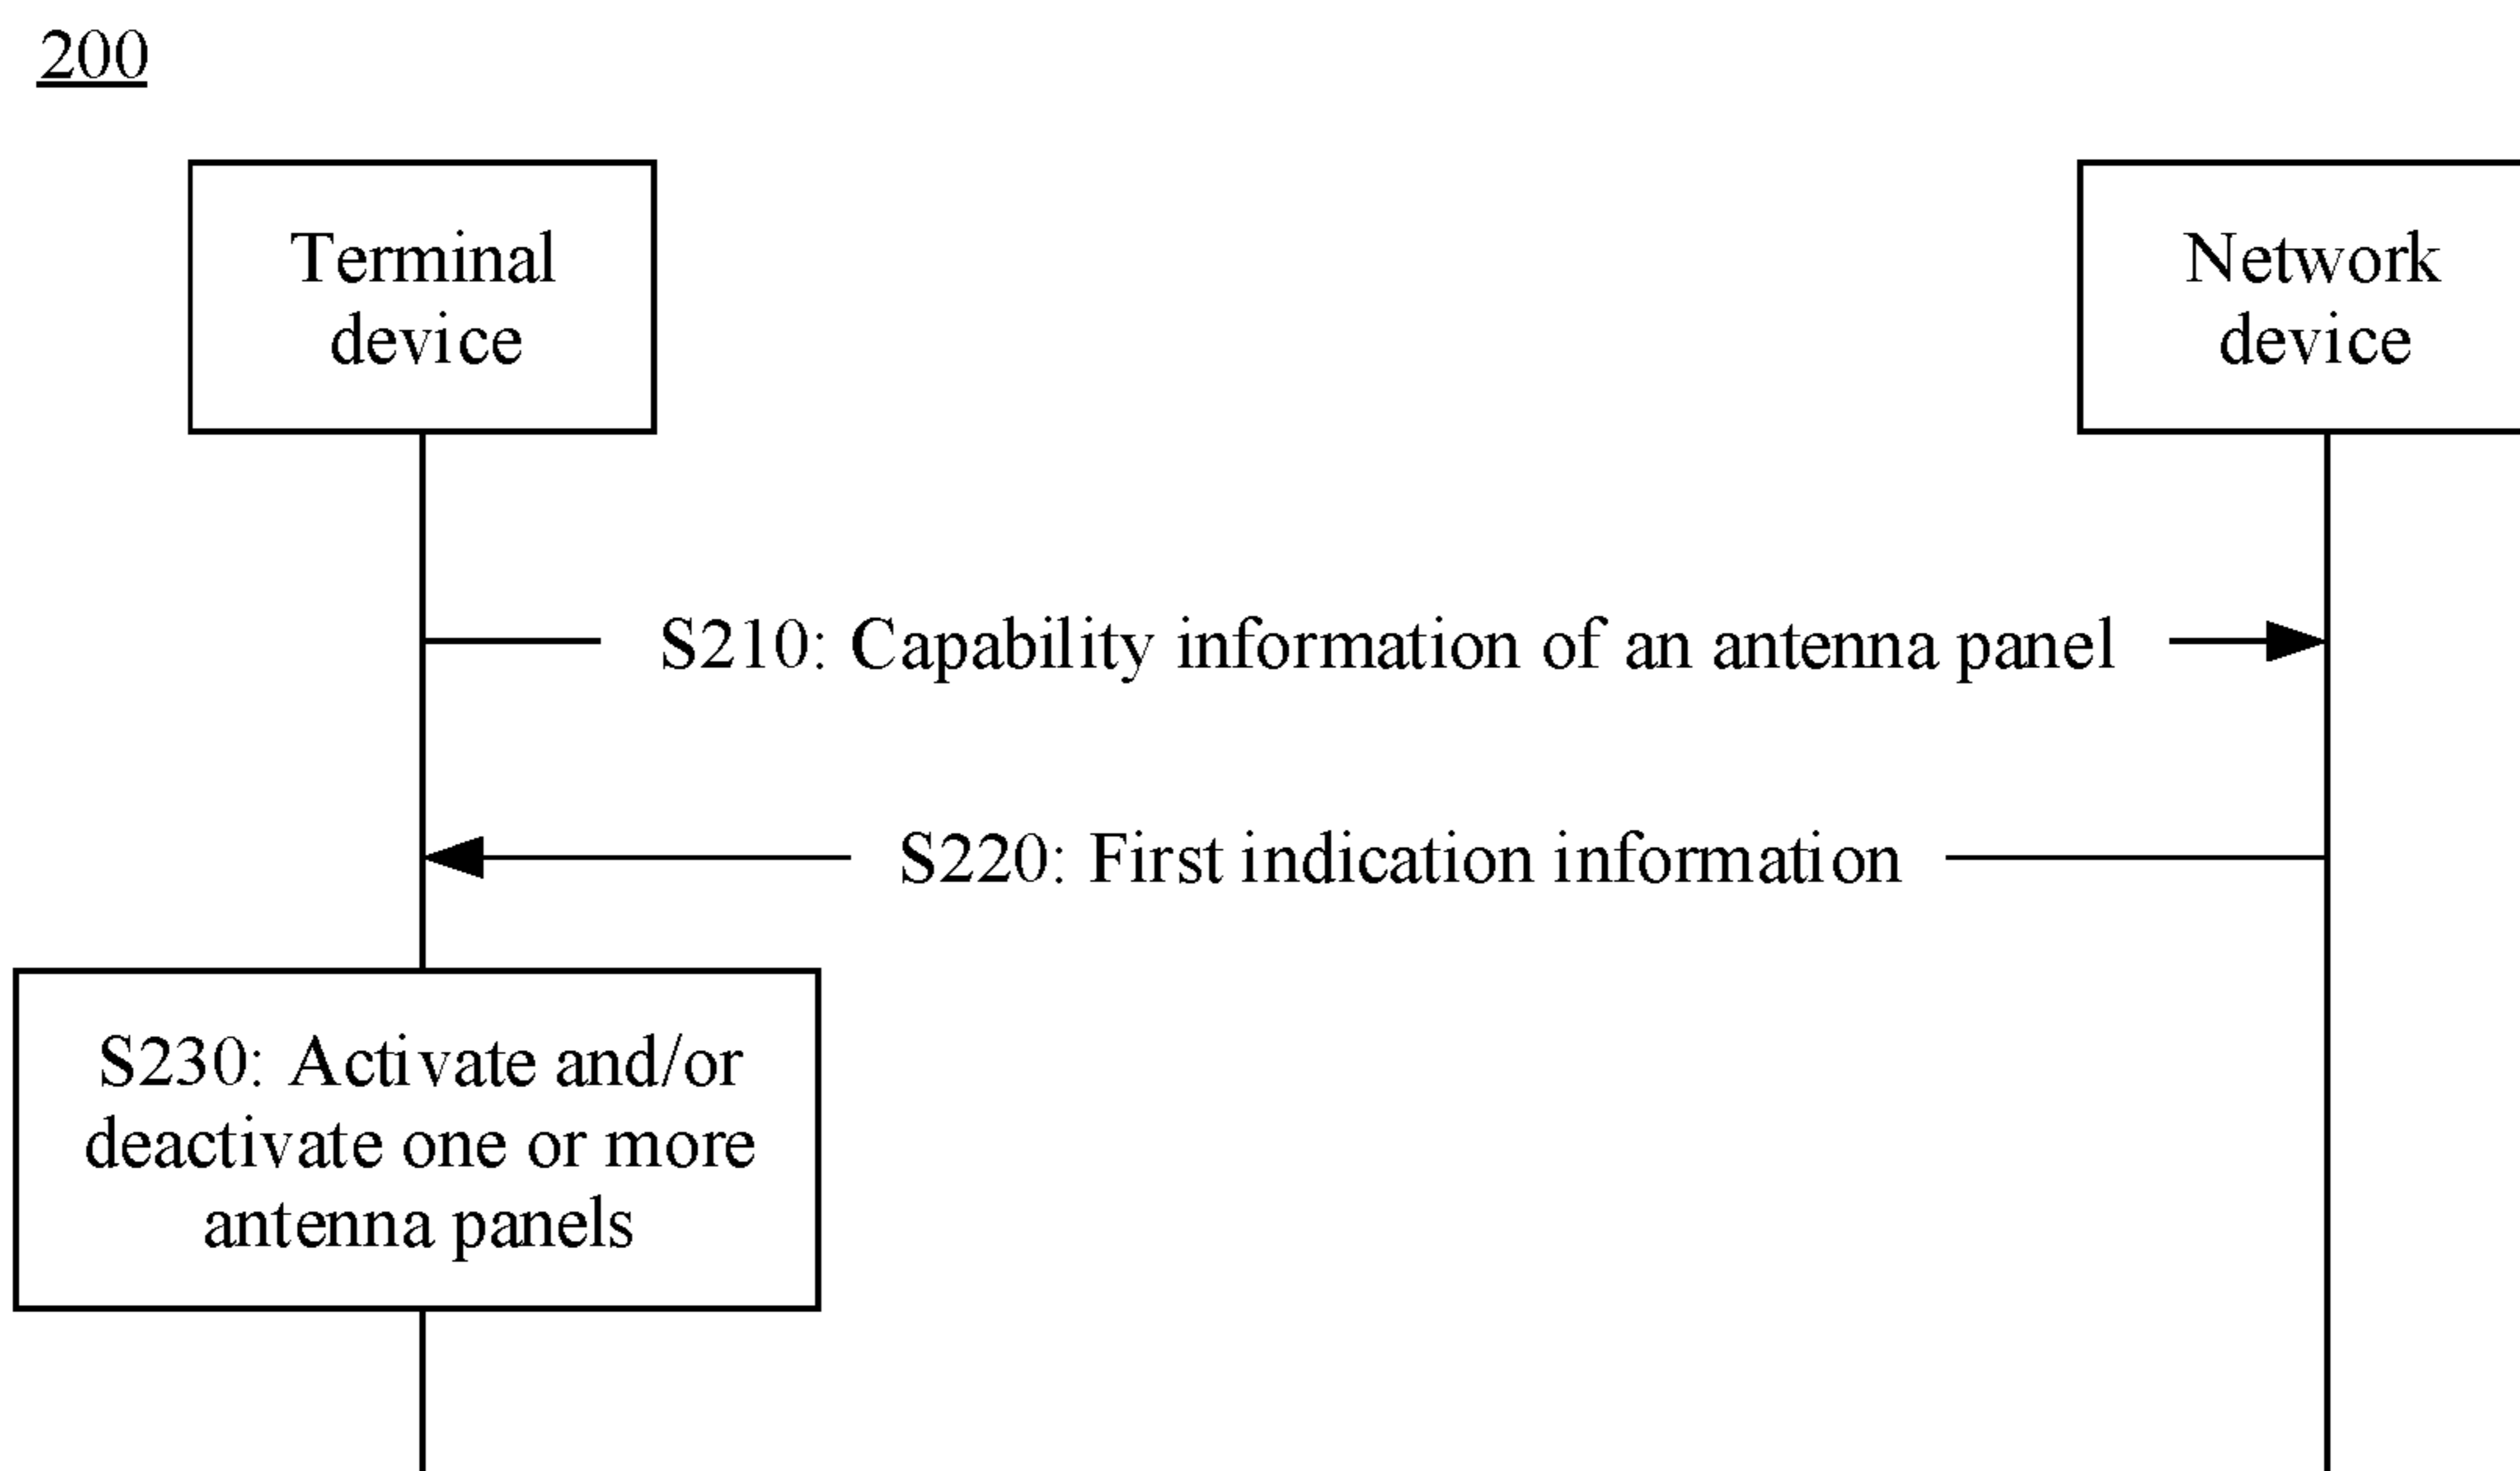 200
Terminal
device
Network
device
S210: Capability information of an antenna panel
S220: First indication information
S230: Activate and/or
deactivate one or more
antenna panels